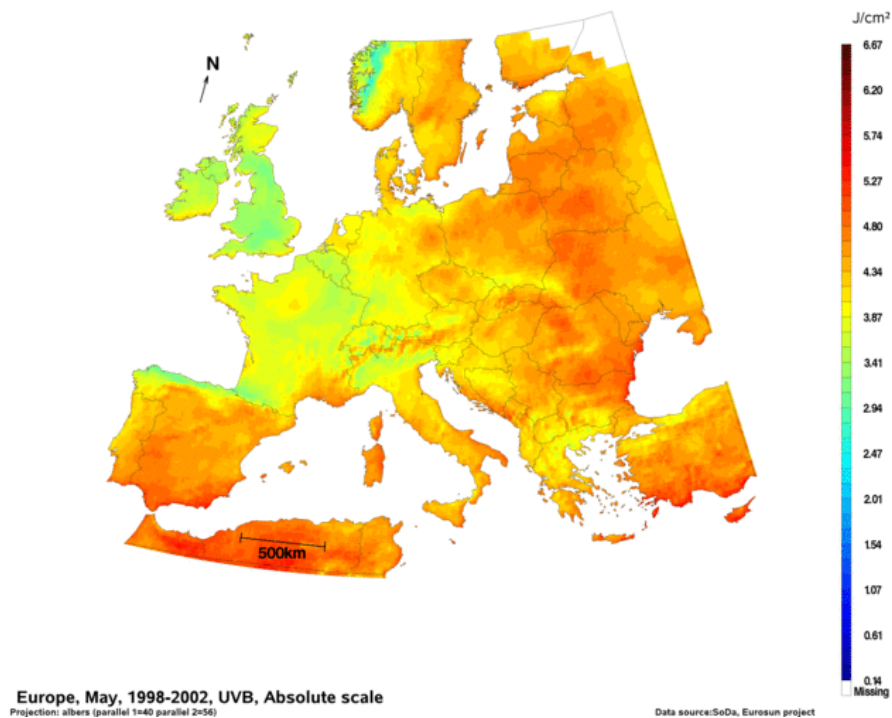 J/cm²
6.67
6.20
5.73
5.27
4.80
4.34
3.87
3.41
2.94
2.47
2.01
1.54
1.07
0.61
0.14
Missing
N
500km
Europe, May, 1998-2002, UVB, Absolute scale
Projection: albers (parallel 1=40 parallel 2=56)
Data source:SoDa, Eurosun project